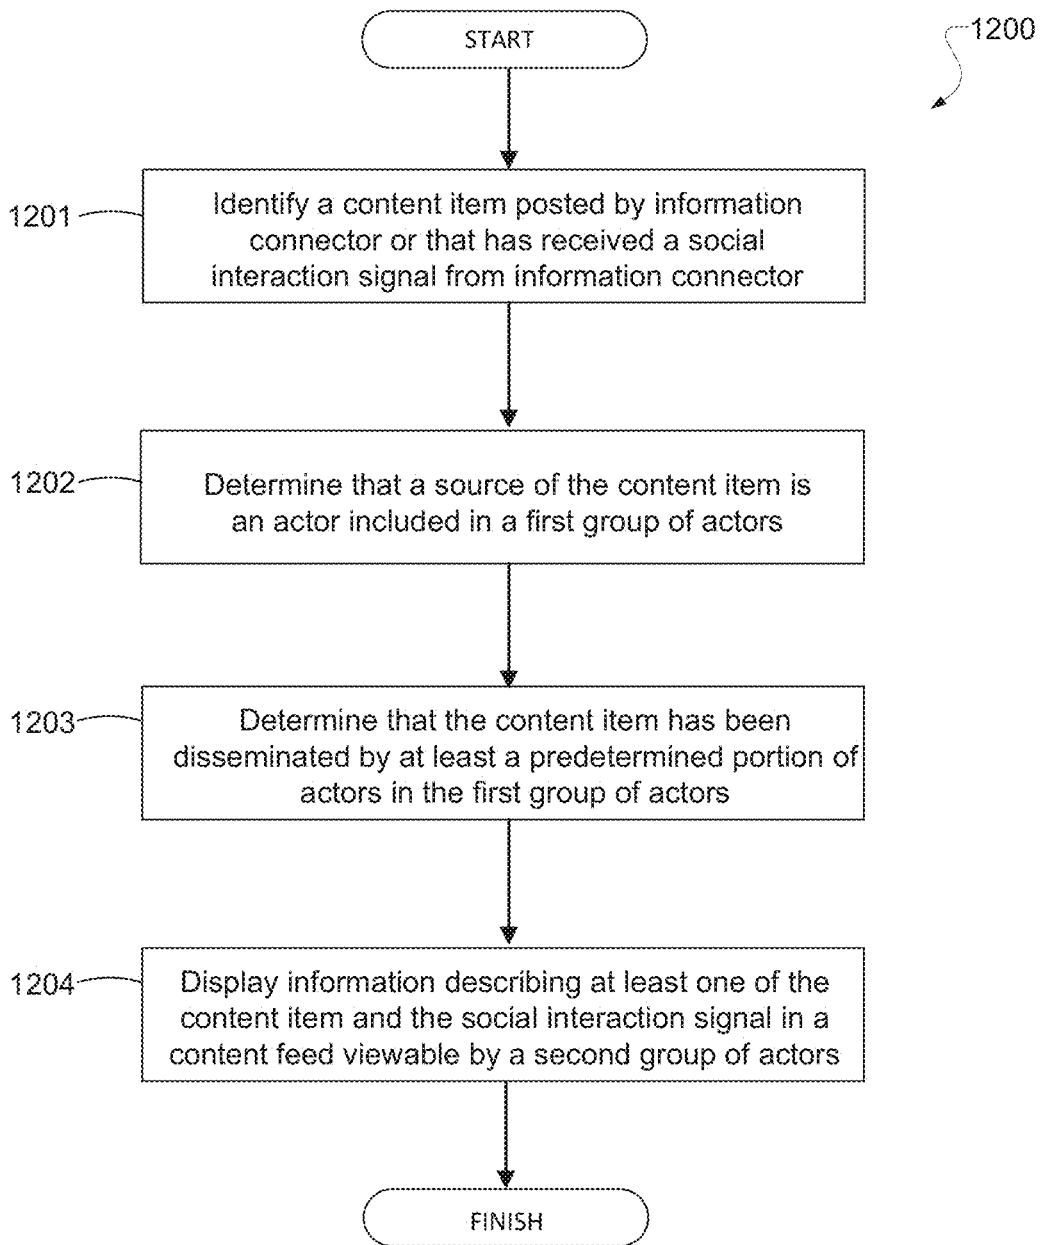 START
1200
1201
Identify a content item posted by information
connector or that has received a social
interaction signal from information connector
1202
Determine that a source of the content item is
an actor included in a first group of actors
1203
Determine that the content item has been
disseminated by at least a predetermined portion of
actors in the first group of actors
1204
Display information describing at least one of the
content item and the social interaction signal in a
content feed viewable by a second group of actors
FINISH